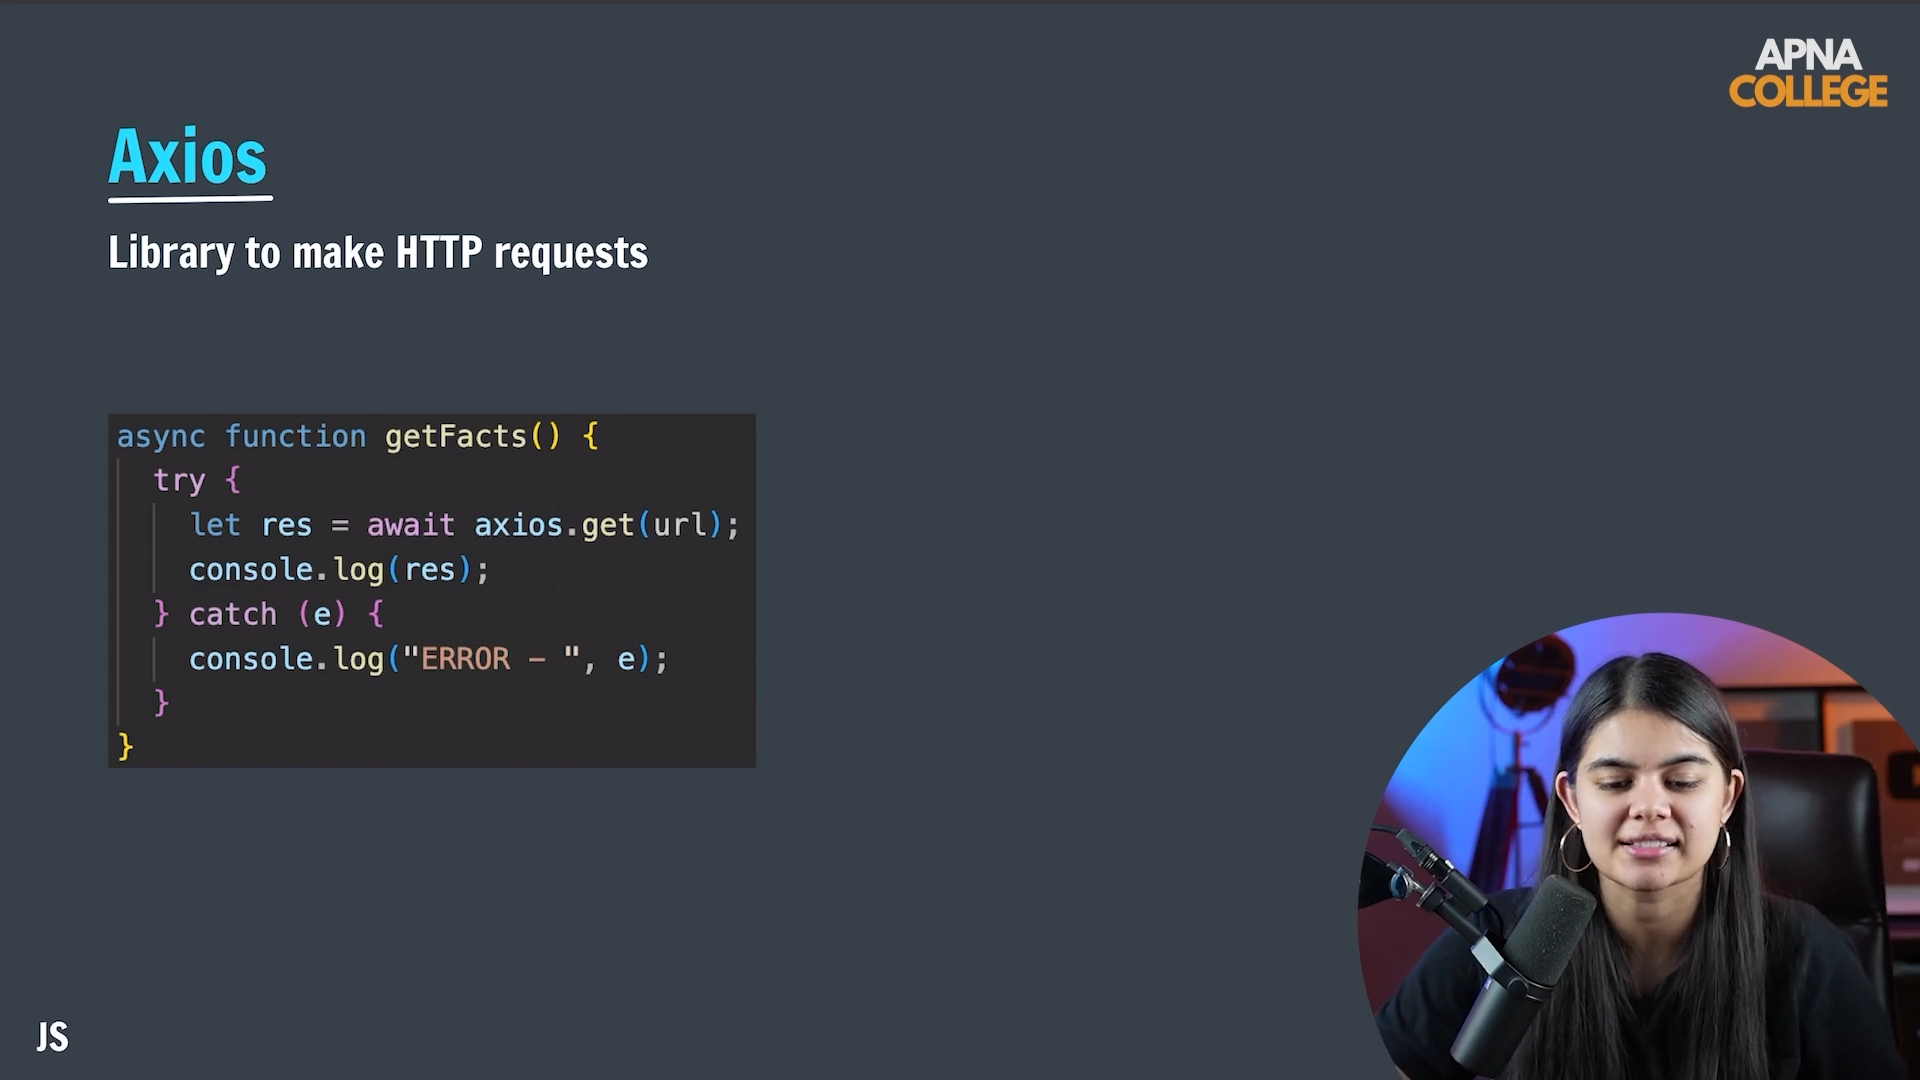 APNA
COLLEGE
Axios
Library to make HTTP requests
async function getFacts() {
  try {
    let res = await axios.get(url);
    console.log(res);
  } catch (e) {
    console.log("ERROR – ", e);
  }
}
JS